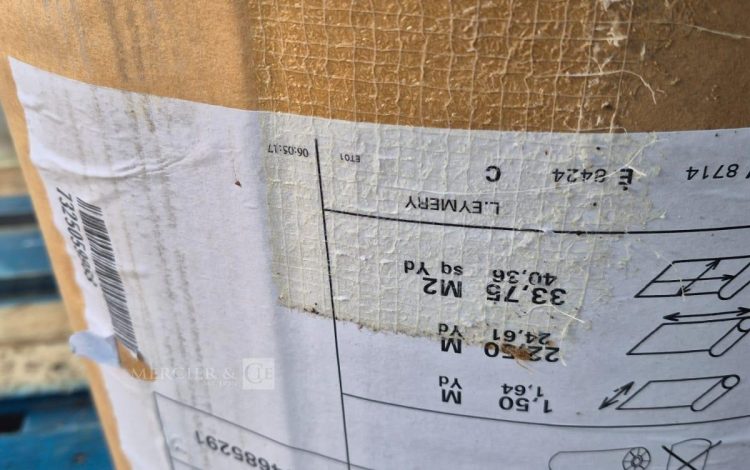 4685291
1,50 M
1,64 Yd
22,50 M
24,61 Yd
33,75 M2
40,36 sq Yd
L.EYMERY
8714 É 8424 C
ET01
06:05:17
MERCIER & CIE